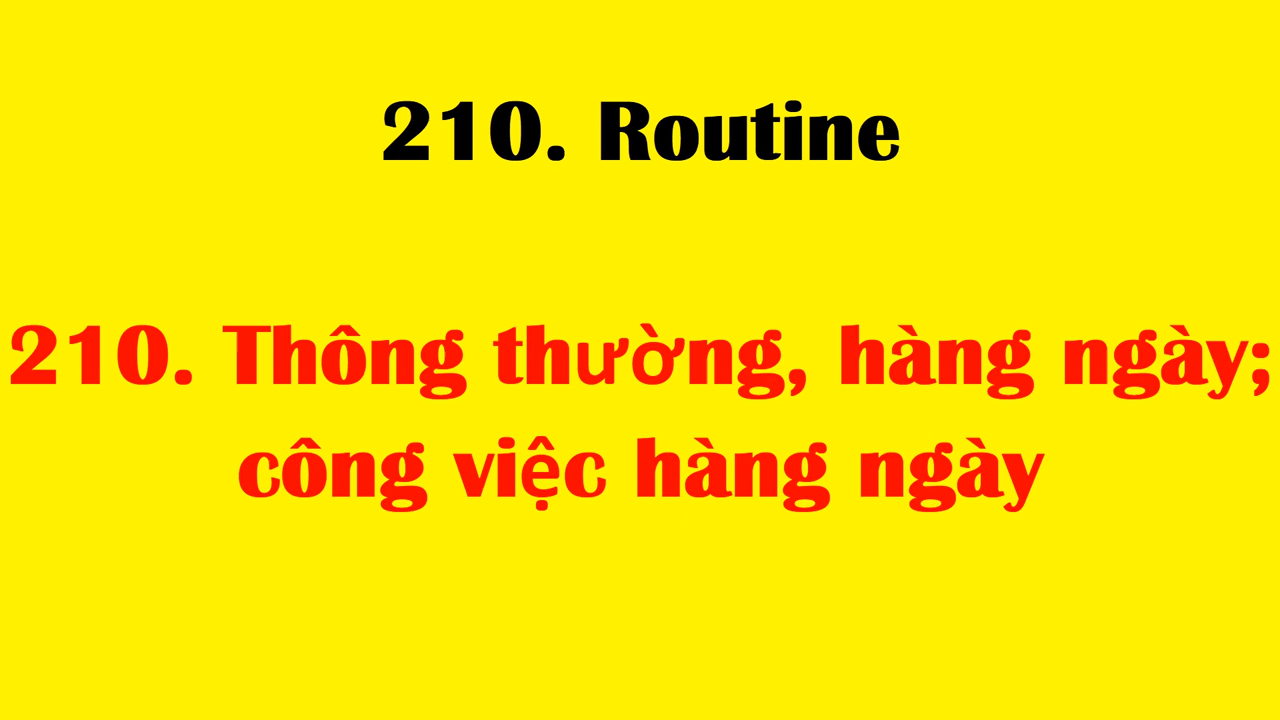 210. Routine
210. Thông thường, hàng ngày;
công việc hàng ngày